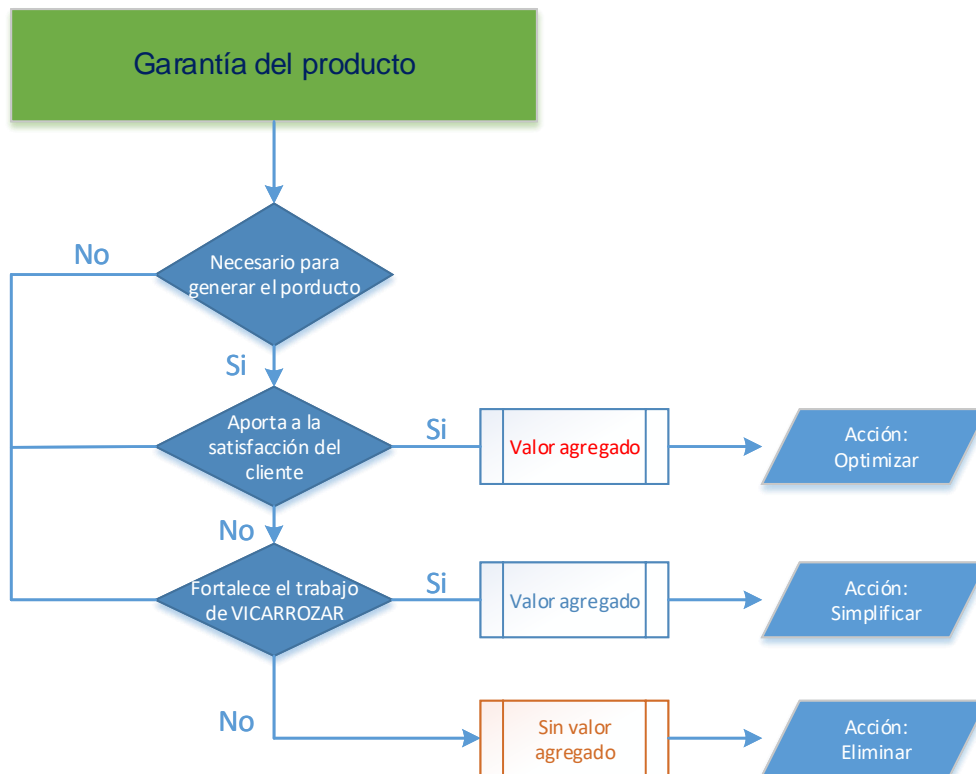 Garantía del producto
No
Necesario para
generar el porducto
Si
Aporta a la
satisfacción del
cliente
Si
Valor agregado
Acción:
Optimizar
No
Fortalece el trabajo
de VICARROZAR
Si
Valor agregado
Acción:
Simplificar
No
Sin valor
agregado
Acción:
Eliminar